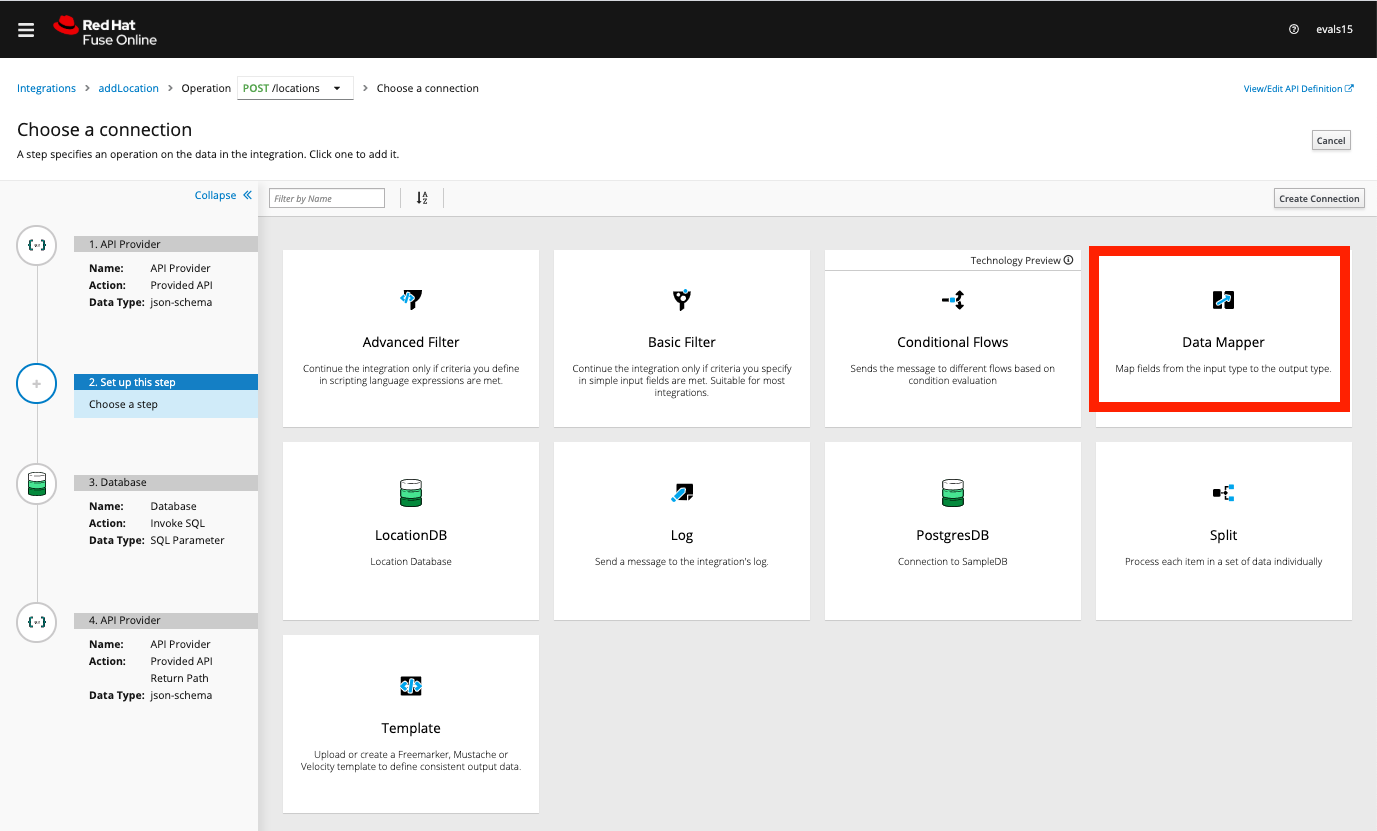 Red Hat
Fuse Online
evals15
Integrations > addLocation > Operation POST /locations > Choose a connection
View/Edit API Definition
Choose a connection
A step specifies an operation on the data in the integration. Click one to add it.
Cancel
Collapse
Filter by Name
Create Connection
1. API Provider
Name: API Provider
Action: Provided API
Data Type: json-schema
2. Set up this step
Choose a step
3. Database
Name: Database
Action: Invoke SQL
Data Type: SQL Parameter
4. API Provider
Name: API Provider
Action: Provided API
Return Path
Data Type: json-schema
Advanced Filter
Continue the integration only if criteria you define
in scripting language expressions are met.
Basic Filter
Continue the integration only if criteria you specify
in simple input fields are met. Suitable for most
integrations.
Technology Preview
Conditional Flows
Sends the message to different flows based on
condition evaluation
Data Mapper
Map fields from the input type to the output type.
LocationDB
Location Database
Log
Send a message to the integration's log.
PostgresDB
Connection to SampleDB
Split
Process each item in a set of data individually
Template
Upload or create a Freemarker, Mustache or
Velocity template to define consistent output data.